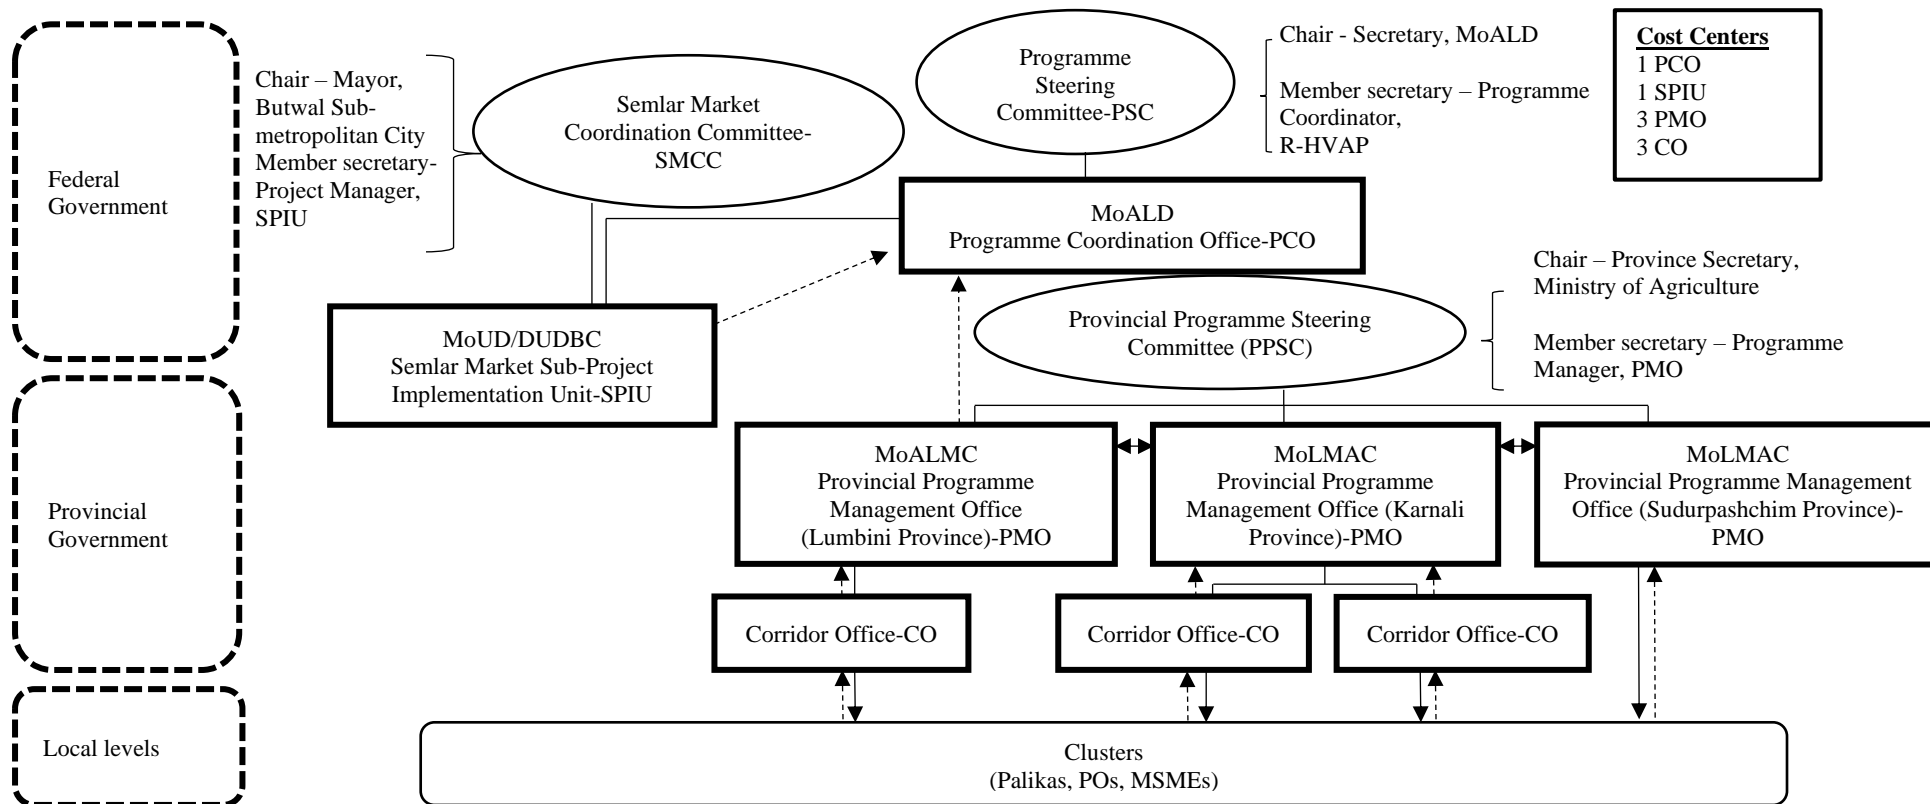 Federal
Government
Chair – Mayor,
Butwal Sub-
metropolitan City
Member secretary-
Project Manager,
SPIU
Semlar Market
Coordination Committee-
SMCC
Programme
Steering
Committee-PSC
Chair - Secretary, MoALD
Member secretary – Programme
Coordinator,
R-HVAP
Cost Centers
1 PCO
1 SPIU
3 PMO
3 CO
MoALD
Programme Coordination Office-PCO
MoUD/DUDBC
Semlar Market Sub-Project
Implementation Unit-SPIU
Provincial Programme Steering
Committee (PPSC)
Chair – Province Secretary,
Ministry of Agriculture
Member secretary – Programme
Manager, PMO
Provincial
Government
MoALMC
Provincial Programme
Management Office
(Lumbini Province)-PMO
MoLMAC
Provincial Programme
Management Office (Karnali
Province)-PMO
MoLMAC
Provincial Programme Management
Office (Sudurpashchim Province)-
PMO
Corridor Office-CO
Corridor Office-CO
Corridor Office-CO
Local levels
Clusters
(Palikas, POs, MSMEs)